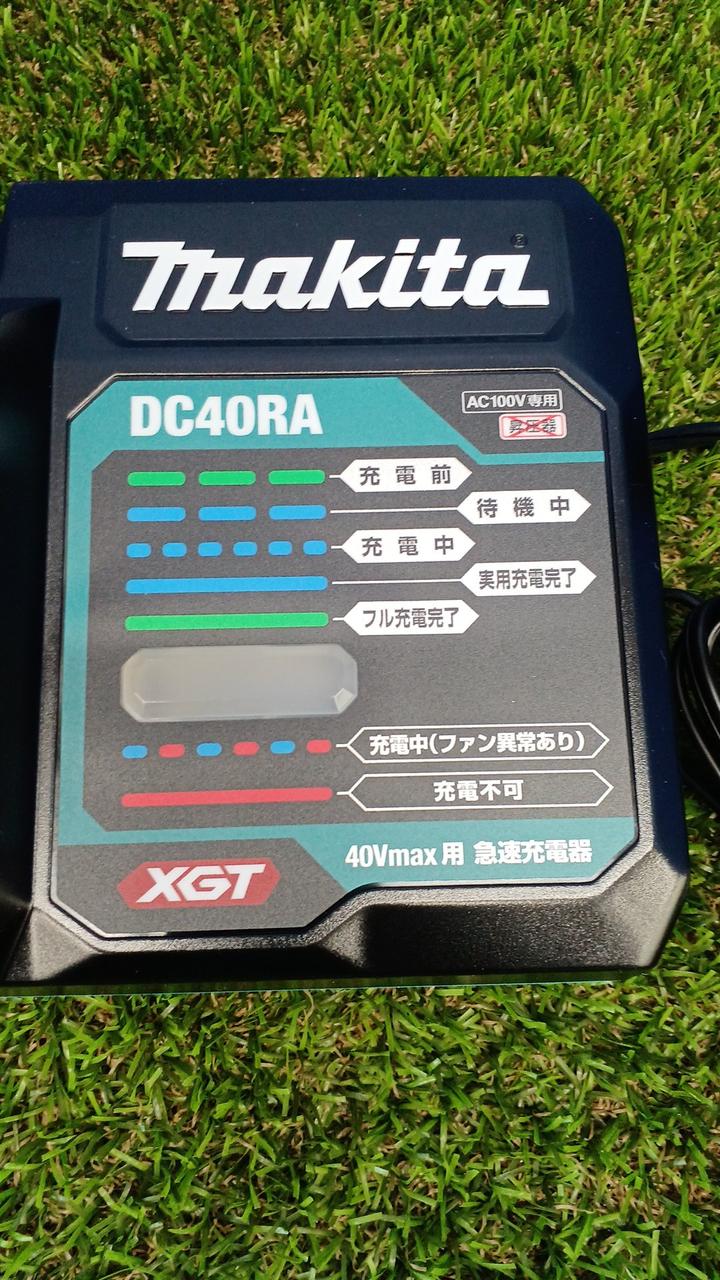 makita®
DC40RA
AC100V専用
昇圧器
充電前
待機中
充電中
実用充電完了
フル充電完了
充電中(ファン異常あり)
充電不可
40Vmax用 急速充電器
XGT